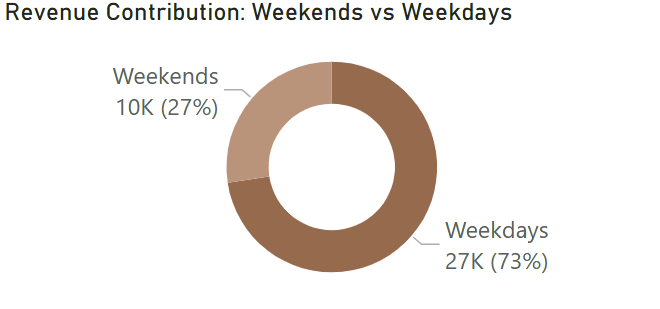 Revenue Contribution: Weekends vs Weekdays
Weekends
10K (27%)
Weekdays
27K (73%)